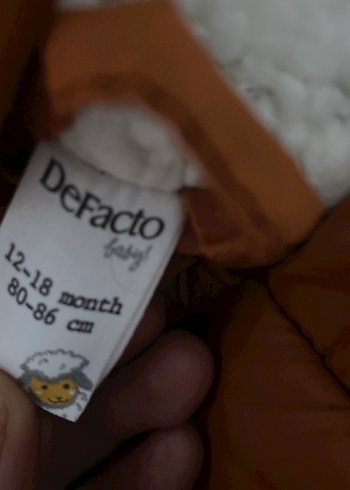 DeFacto
baby!
12-18 month
80-86 cm